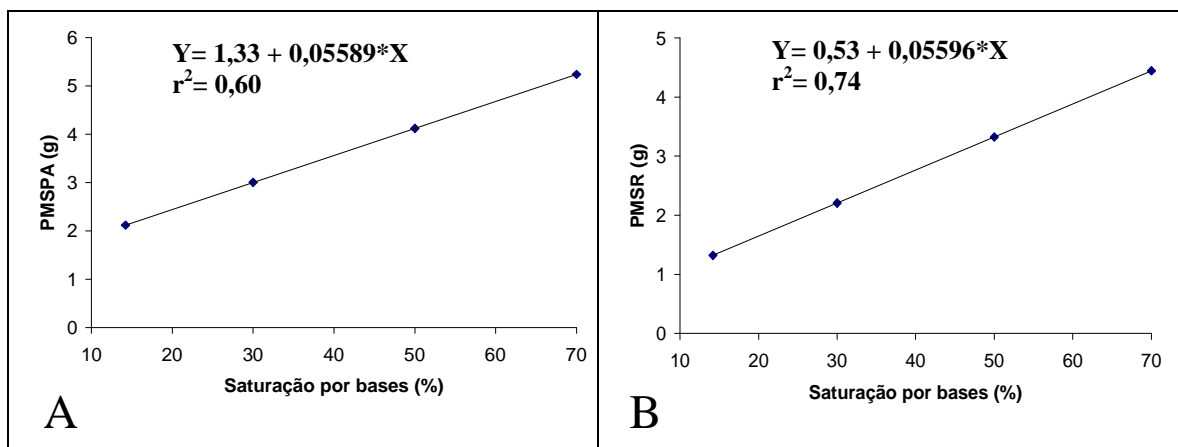 Y= 1,33 + 0,05589*X
r²= 0,60
6
5
4
3
2
1
0
PMSPA (g)
10 20 30 40 50 60 70
Saturação por bases (%)
A
Y= 0,53 + 0,05596*X
r²= 0,74
5
4
3
2
1
0
PMSR (g)
10 20 30 40 50 60 70
Saturação por bases (%)
B